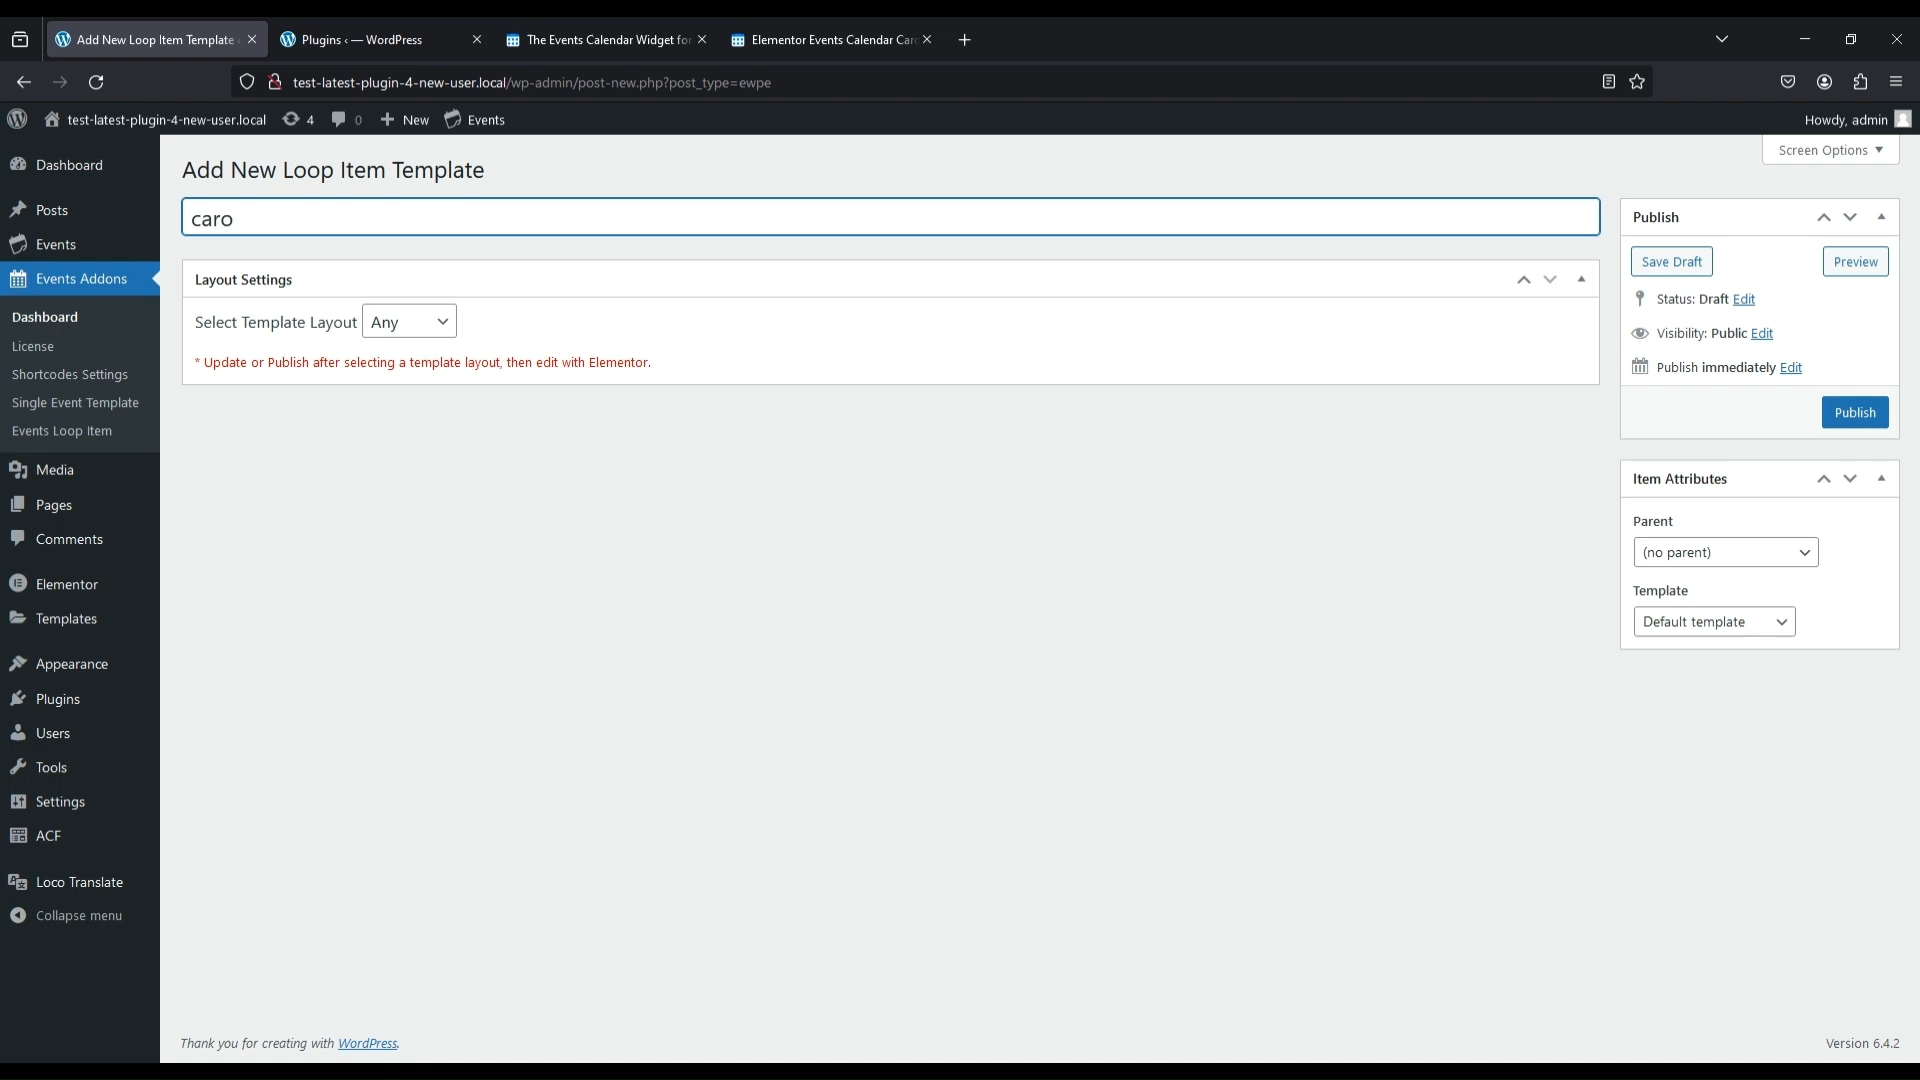 Add New Loop Item Template
Plugins ‹ — WordPress
The Events Calendar Widget for
Elementor Events Calendar Car
test-latest-plugin-4-new-user.local/wp-admin/post-new.php?post_type=ewpe
test-latest-plugin-4-new-user.local
4
0
New
Events
Howdy, admin
Dashboard
Posts
Events
Events Addons
Dashboard
License
Shortcodes Settings
Single Event Template
Events Loop Item
Media
Pages
Comments
Elementor
Templates
Appearance
Plugins
Users
Tools
Settings
ACF
Loco Translate
Collapse menu
Screen Options
Add New Loop Item Template
caro
Layout Settings
Select Template Layout Any
* Update or Publish after selecting a template layout, then edit with Elementor.
Publish
Save Draft
Preview
Status: Draft Edit
Visibility: Public Edit
Publish immediately Edit
Publish
Item Attributes
Parent
(no parent)
Template
Default template
Thank you for creating with WordPress.
Version 6.4.2